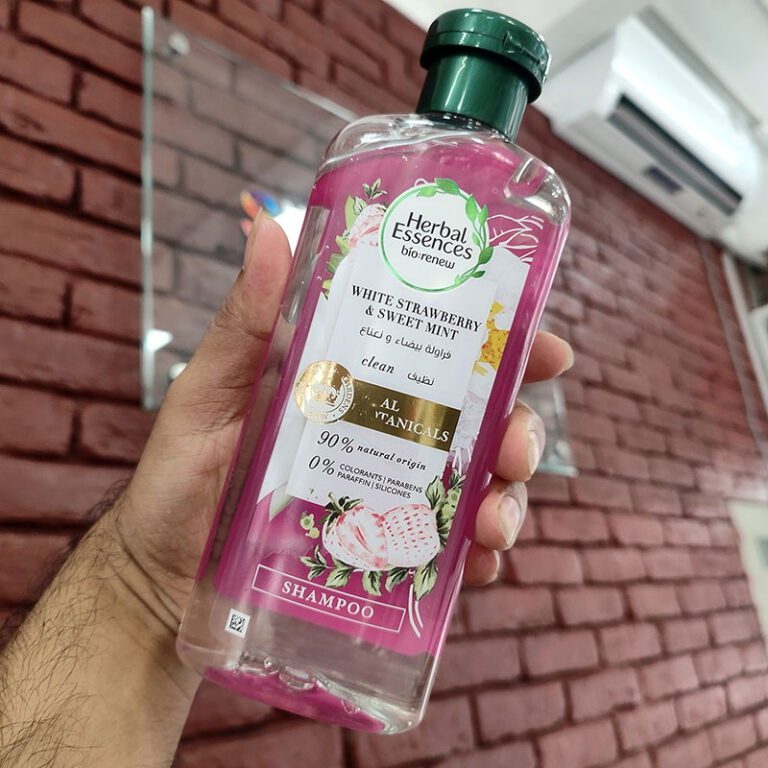 Herbal
Essences
bio:renew
WHITE STRAWBERRY
& SWEET MINT
فراولة بيضاء و نعناع
clean نظيف
AL
TANICALS
90% natural origin
0% COLORANTS | PARABENS
PARAFFIN | SILICONES
SHAMPOO